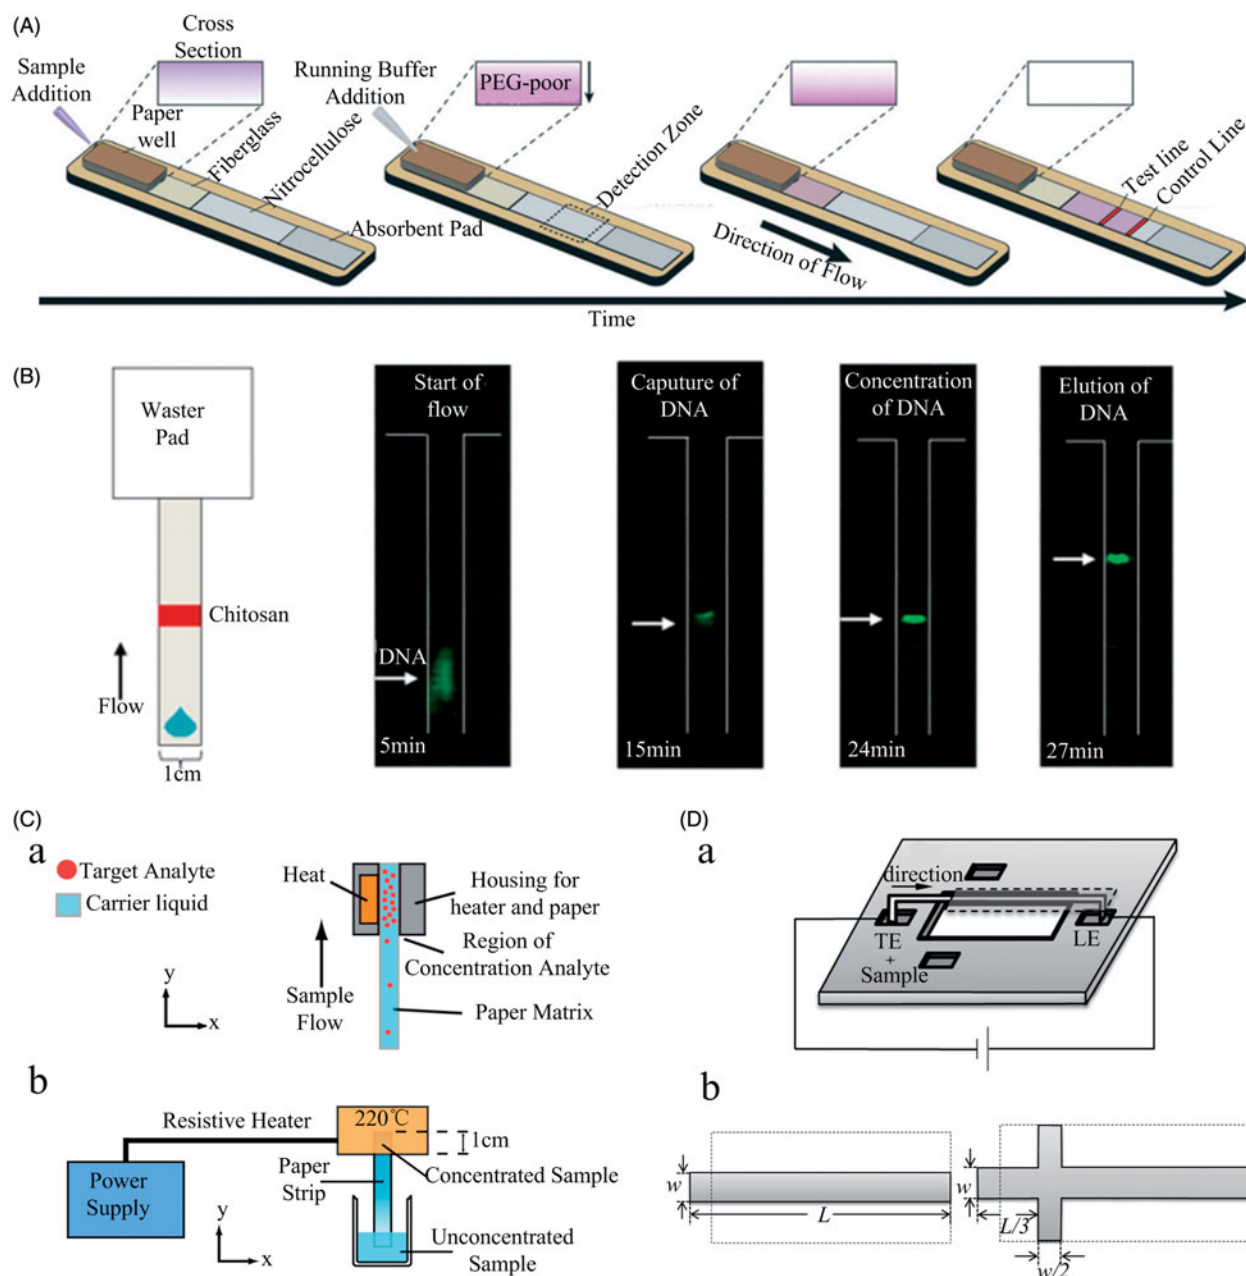 (A)
Cross
Section
Sample
Addition
Paper
well
Fiberglass
Nitrocellulose
Absorbent Pad
Running Buffer
Addition
PEG-poor
Detection Zone
Direction of Flow
Test line
Control Line
Time
(B)
Waster
Pad
Chitosan
Flow
1cm
Start of
flow
DNA
5min
Caputure of
DNA
15min
Concentration
of DNA
24min
Elution of
DNA
27min
(C)
a
Target Analyte
Carrier liquid
Heat
Housing for
heater and paper
Region of
Concentration Analyte
Sample
Flow
Paper Matrix
y
x
b
Resistive Heater
220℃
1cm
Power
Supply
Paper
Strip
Concentrated Sample
Unconcentrated
Sample
y
x
(D)
a
direction
TE
+
Sample
LE
b
w
L
w
L/3
w/2